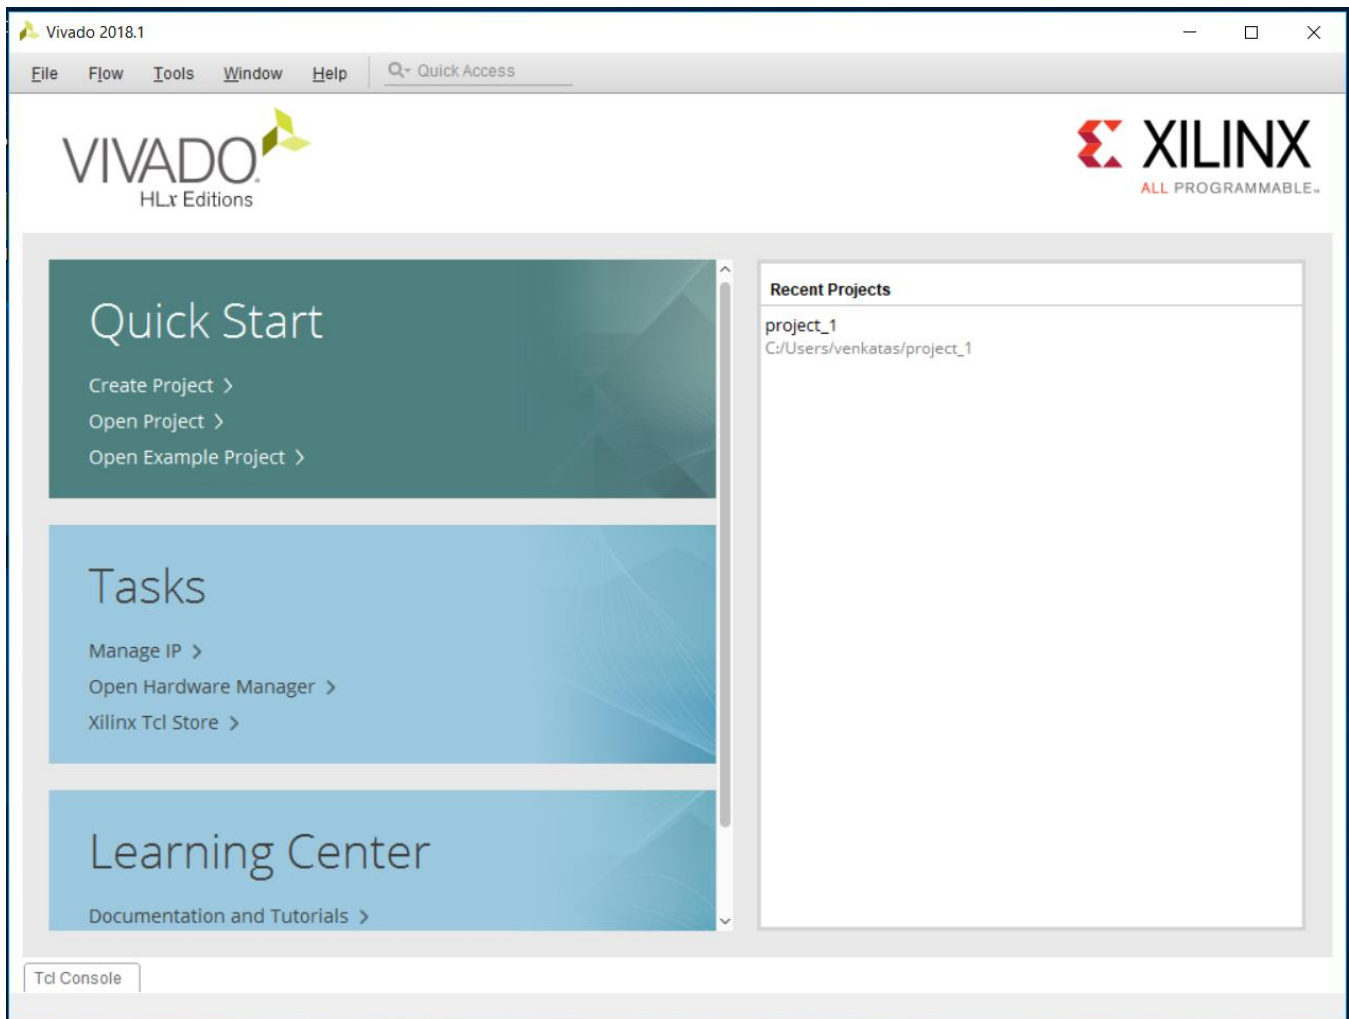 Vivado 2018.1
File Flow Tools Window Help Quick Access
VIVADO.
HLx Editions
XILINX
ALL PROGRAMMABLE™
Quick Start
Create Project >
Open Project >
Open Example Project >
Tasks
Manage IP >
Open Hardware Manager >
Xilinx Tcl Store >
Learning Center
Documentation and Tutorials >
Recent Projects
project_1
C:/Users/venkatas/project_1
Tcl Console